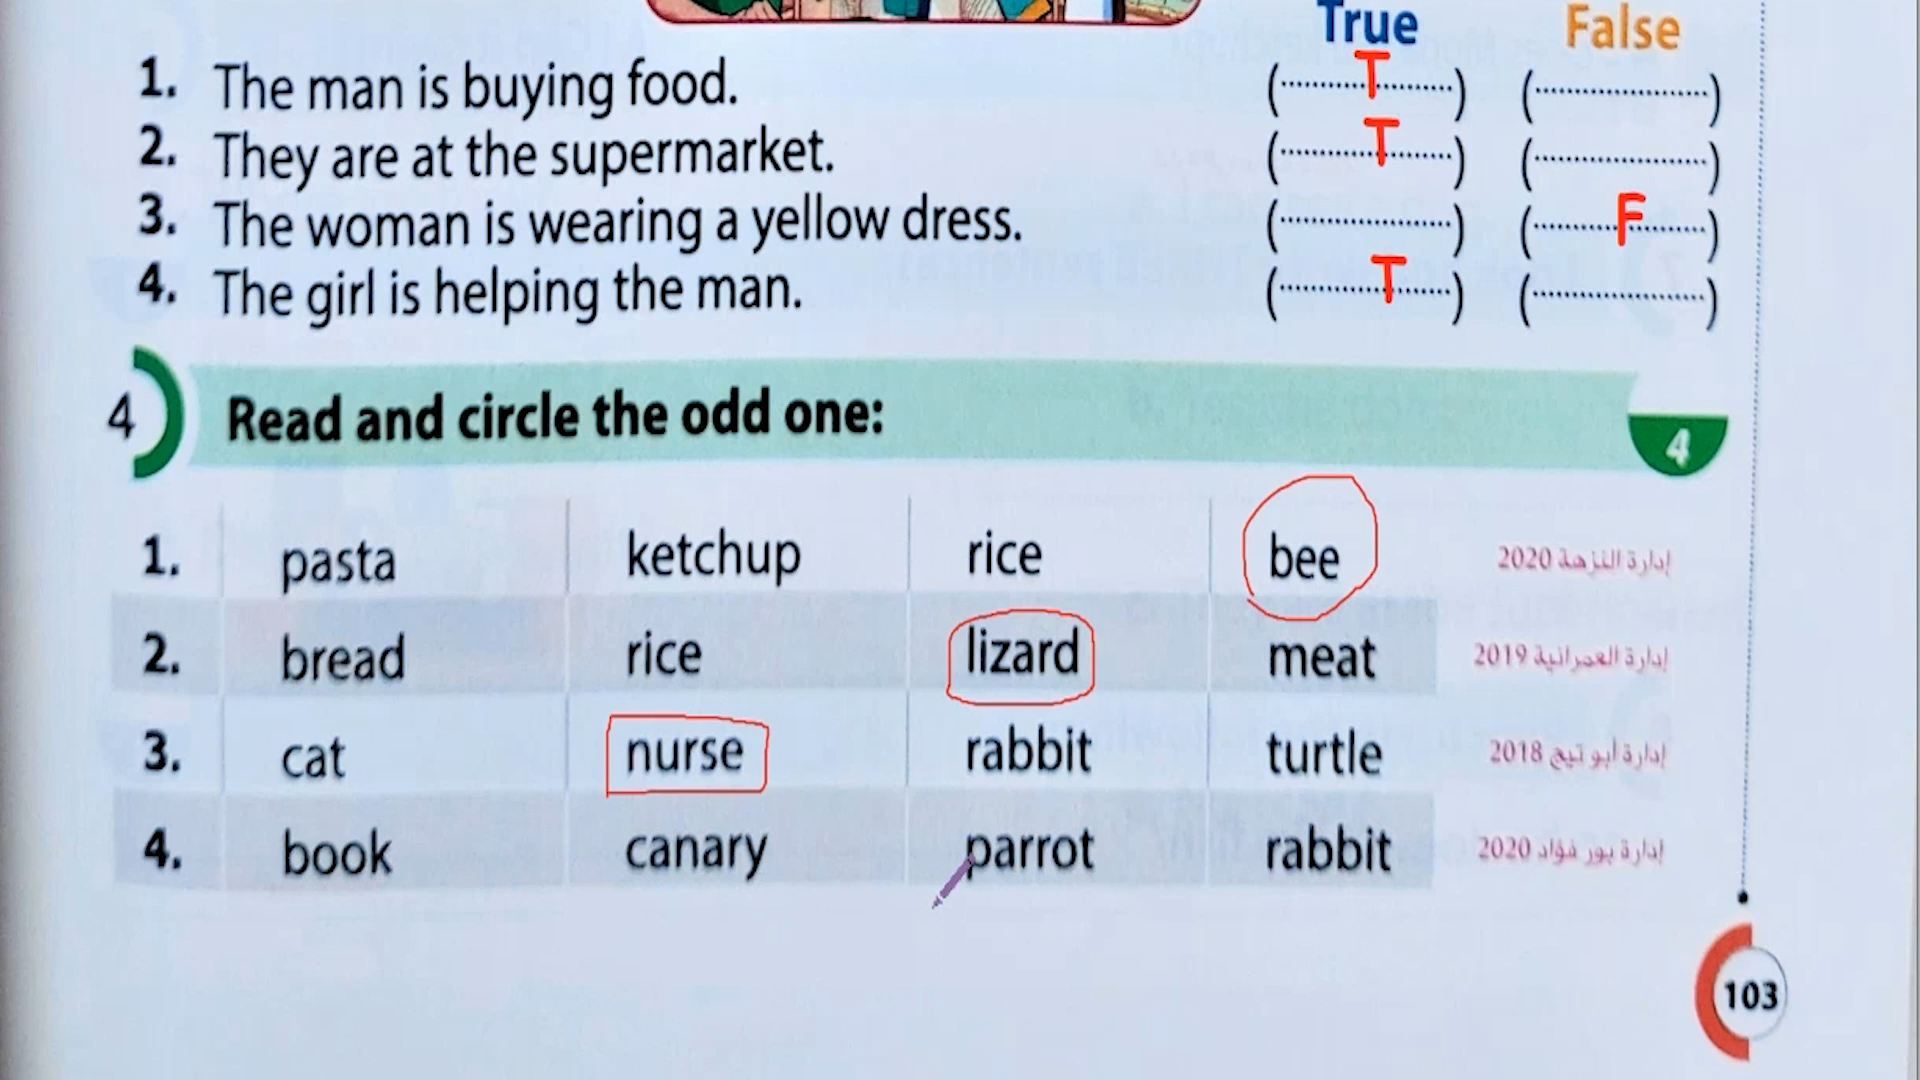 True False
1. The man is buying food. (........T........) (................)
2. They are at the supermarket. (........T........) (................)
3. The woman is wearing a yellow dress. (................) (........F........)
4. The girl is helping the man. (........T........) (................)
4 Read and circle the odd one: 4
1. pasta ketchup rice bee إدارة النزهة 2020
2. bread rice lizard meat إدارة العمرانية 2019
3. cat nurse rabbit turtle إدارة أبو تيج 2018
4. book canary parrot rabbit إدارة بور فؤاد 2020
103